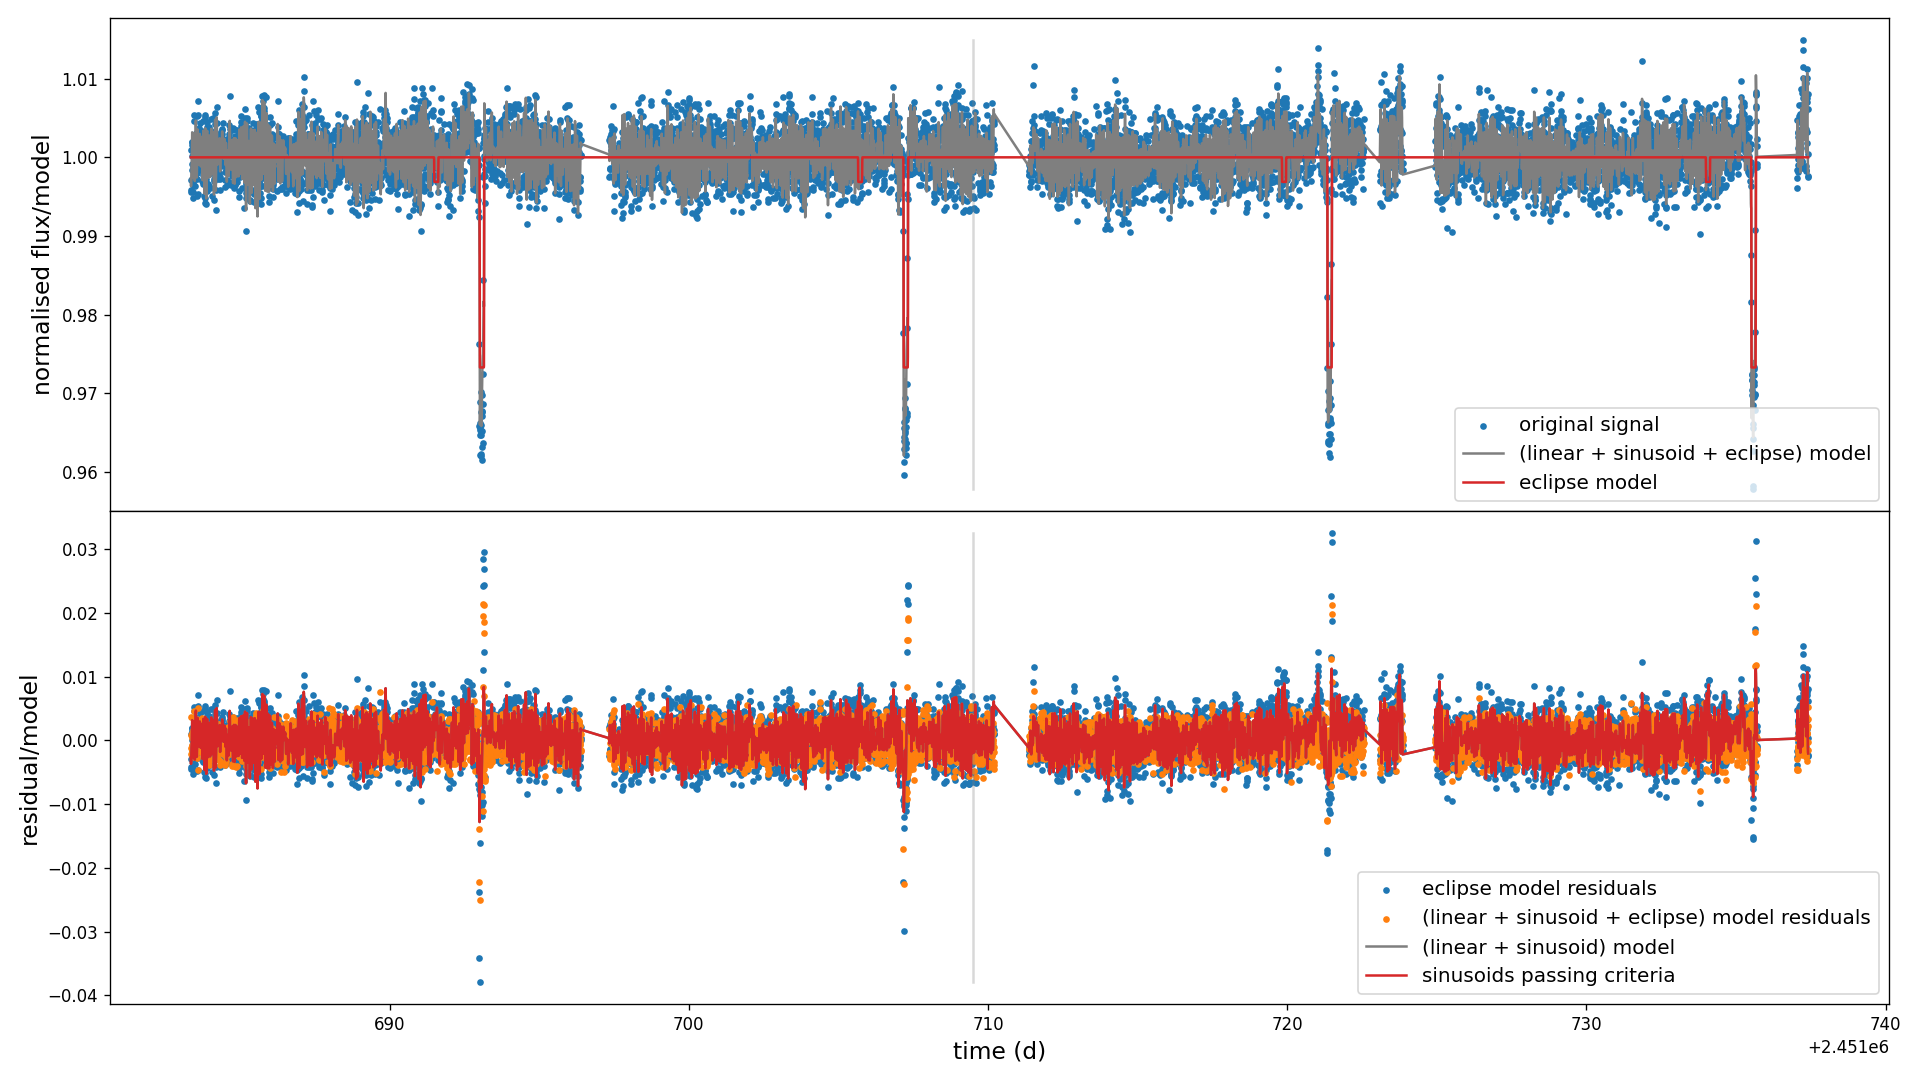 normalised flux/model
1.01
1.00
0.99
0.98
0.97
0.96
original signal
(linear + sinusoid + eclipse) model
eclipse model
residual/model
0.03
0.02
0.01
0.00
−0.01
−0.02
−0.03
−0.04
eclipse model residuals
(linear + sinusoid + eclipse) model residuals
(linear + sinusoid) model
sinusoids passing criteria
690 700 710 720 730 740
time (d)
+2.451e6